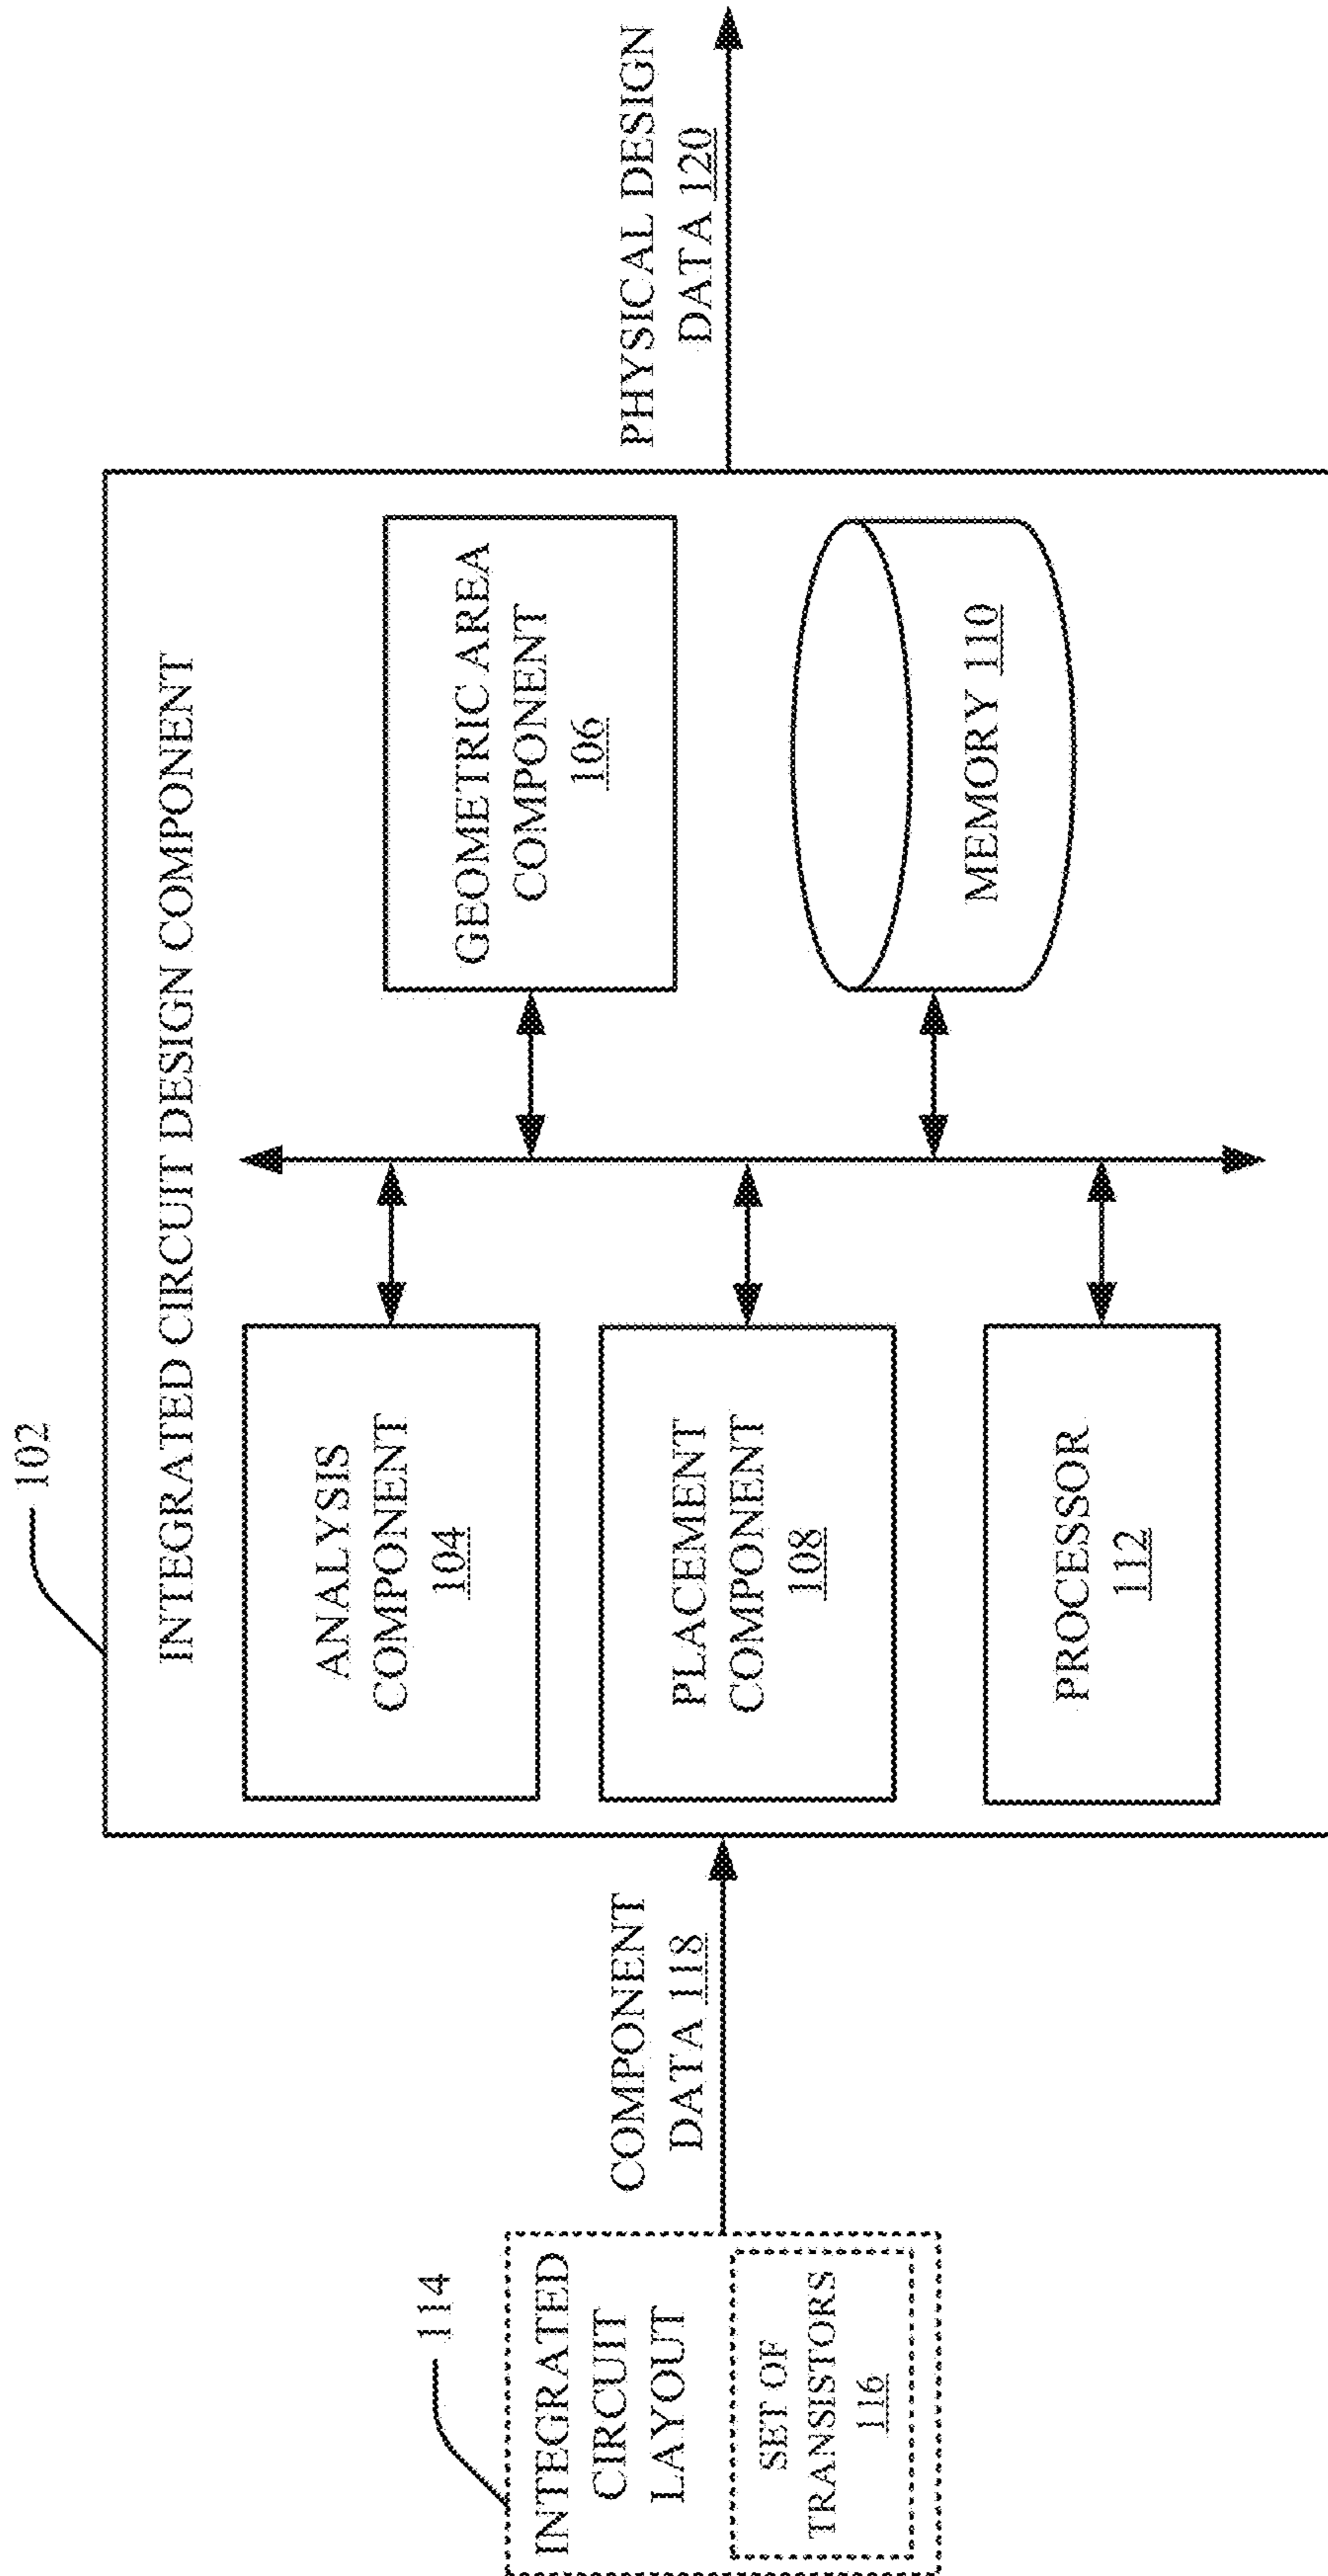 102
INTEGRATED CIRCUIT DESIGN COMPONENT
114
INTEGRATED
CIRCUIT
LAYOUT
SET OF
TRANSISTORS
116
COMPONENT
DATA 118
ANALYSIS
COMPONENT
104
PLACEMENT
COMPONENT
108
PROCESSOR
112
GEOMETRIC AREA
COMPONENT
106
MEMORY 110
PHYSICAL DESIGN
DATA 120